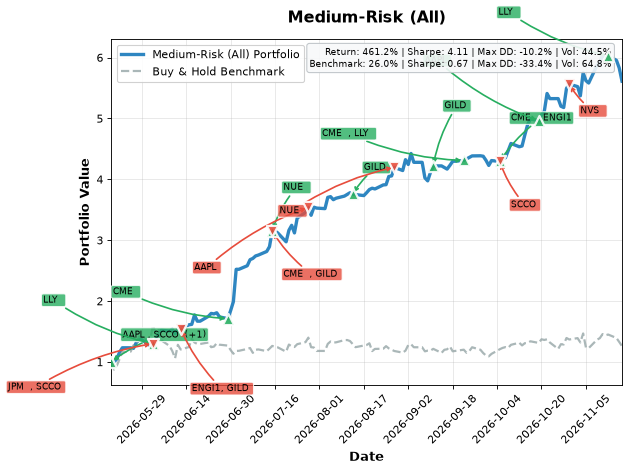 Medium-Risk (All)
LLY
Medium-Risk (All) Portfolio
Buy & Hold Benchmark
Return: 461.2% | Sharpe: 4.11 | Max DD: -10.2% | Vol: 44.5%
Benchmark: 26.0% | Sharpe: 0.67 | Max DD: -33.4% | Vol: 64.8%
GILD
NVS
CME , ENGI1
CME , LLY
GILD
NUE
NUE
SCCO
AAPL
CME , GILD
CME
LLY
AAPL, SCCO (+1)
JPM , SCCO
ENGI1, GILD
6
5
4
3
2
1
Portfolio Value
2026-05-29
2026-06-14
2026-06-30
2026-07-16
2026-08-01
2026-08-17
2026-09-02
2026-09-18
2026-10-04
2026-10-20
2026-11-05
Date